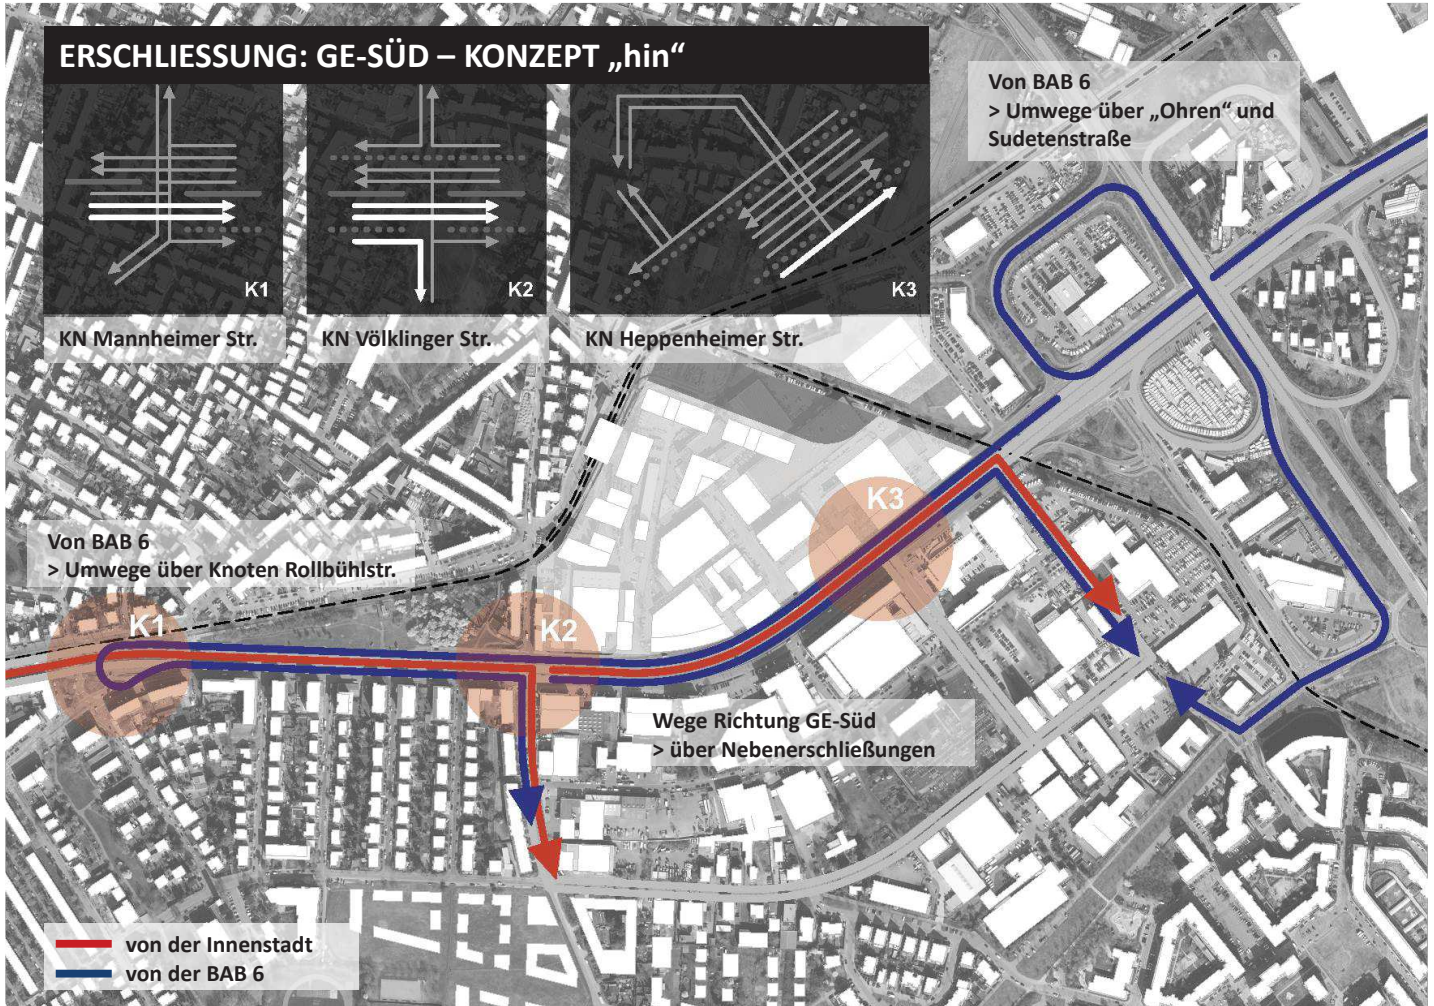 ERSCHLIESSUNG: GE-SÜD – KONZEPT „hin“
K1
K2
K3
KN Mannheimer Str.
KN Völklinger Str.
KN Heppenheimer Str.
Von BAB 6
> Umwege über „Ohren“ und
Sudetenstraße
K3
Von BAB 6
> Umwege über Knoten Rollbühlstr.
K1
K2
Wege Richtung GE-Süd
> über Nebenerschließungen
von der Innenstadt
von der BAB 6